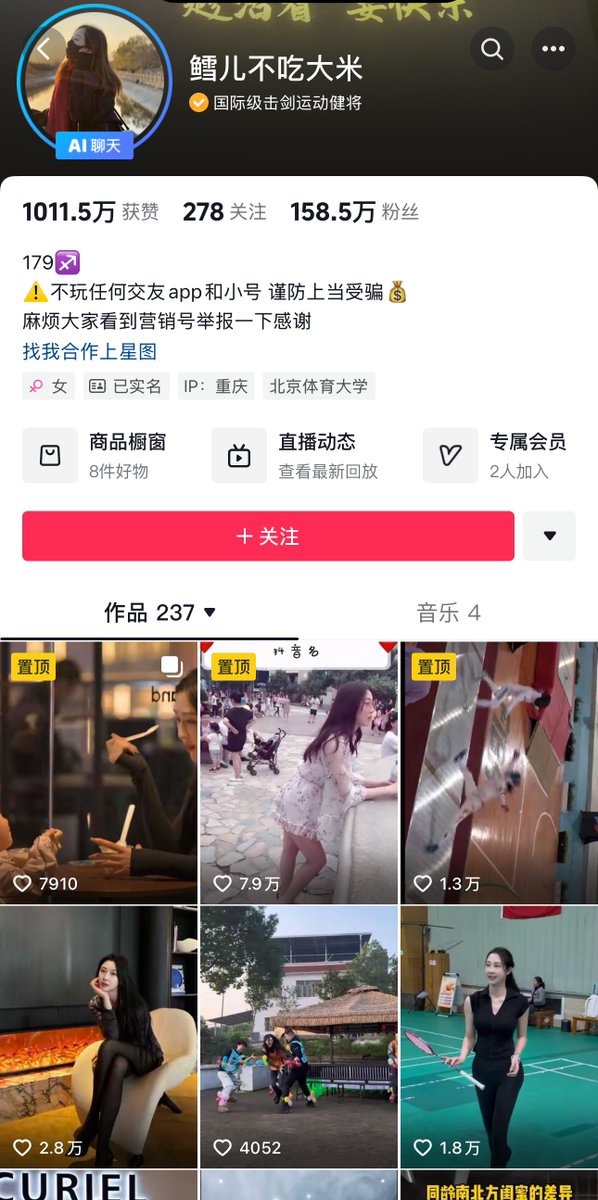 鳕儿不吃大米
国际级击剑运动健将
AI聊天
1011.5万 获赞 278 关注 158.5万 粉丝
179♐
⚠️不玩任何交友app和小号 谨防上当受骗💰
麻烦大家看到营销号举报一下感谢
找我合作上星图
女 已实名 IP：重庆 北京体育大学
商品橱窗 直播动态 专属会员
8件好物 查看最新回放 2人加入
+ 关注
作品 237 音乐 4
置顶 置顶 置顶
抖音名
7910 7.9万 1.3万
2.8万 4052 1.8万
CURIEL
同龄南北方闺蜜的差异